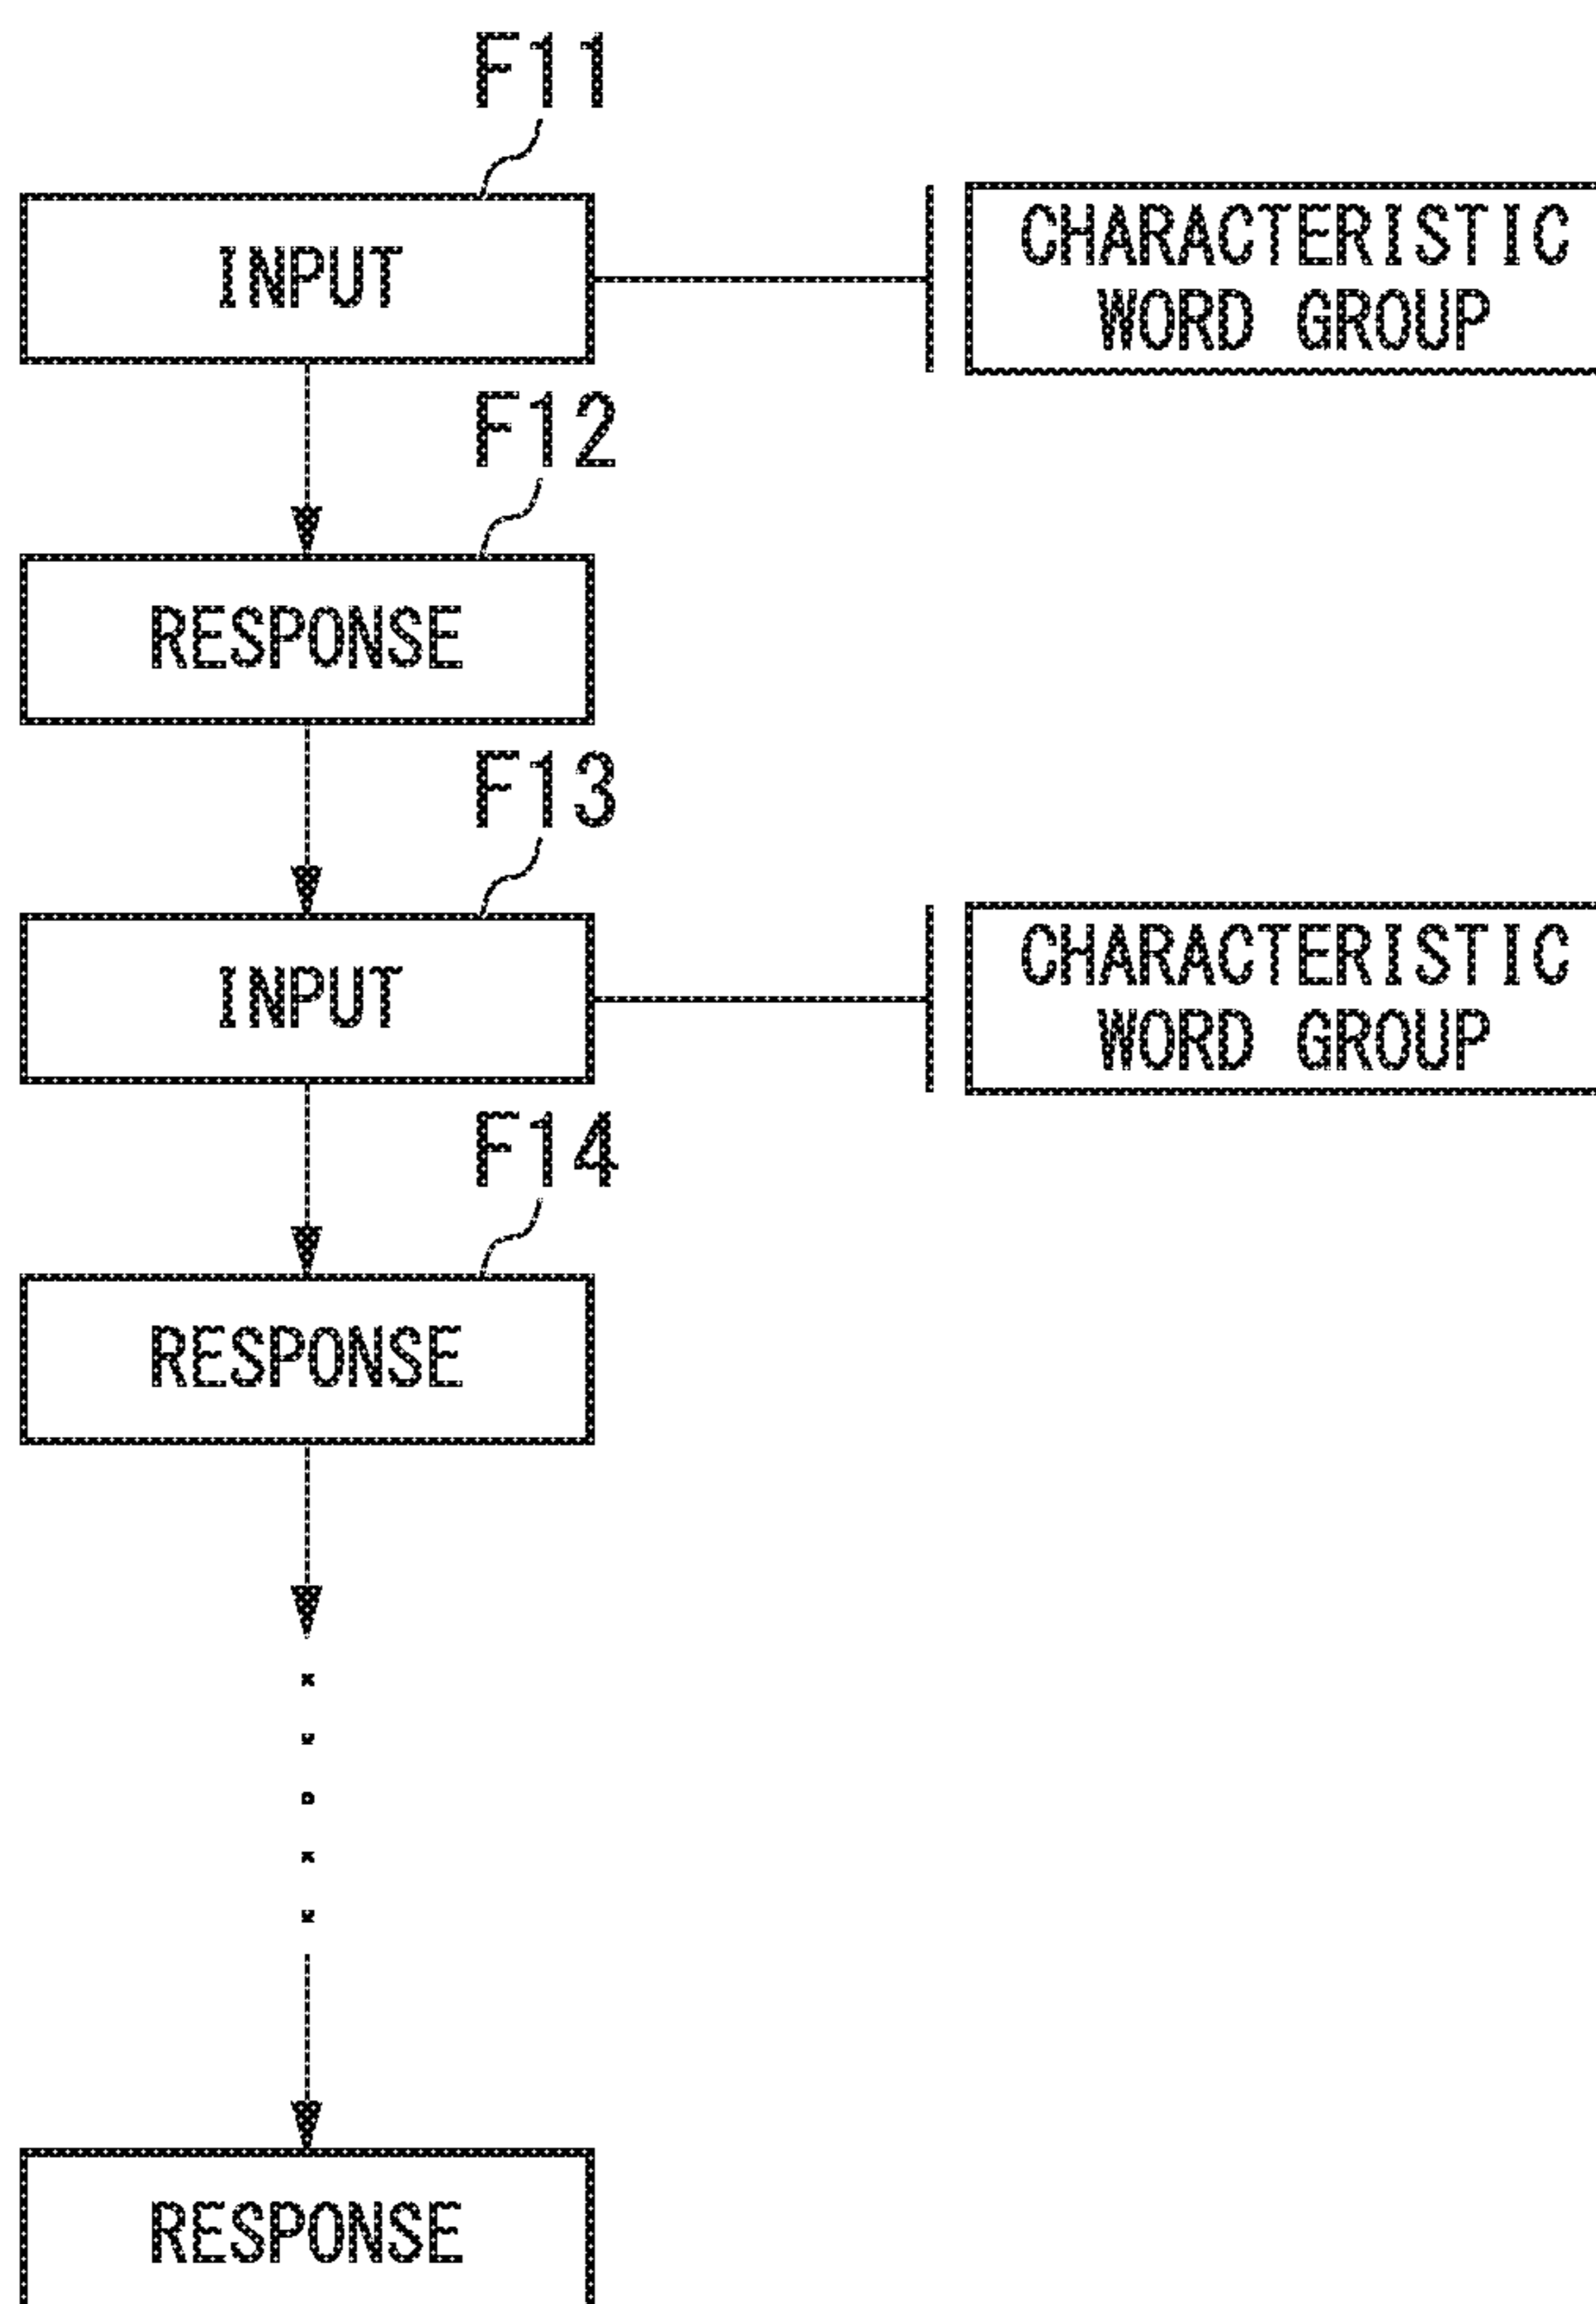 F11
INPUT
CHARACTERISTIC
WORD GROUP
F12
RESPONSE
F13
INPUT
CHARACTERISTIC
WORD GROUP
F14
RESPONSE
RESPONSE